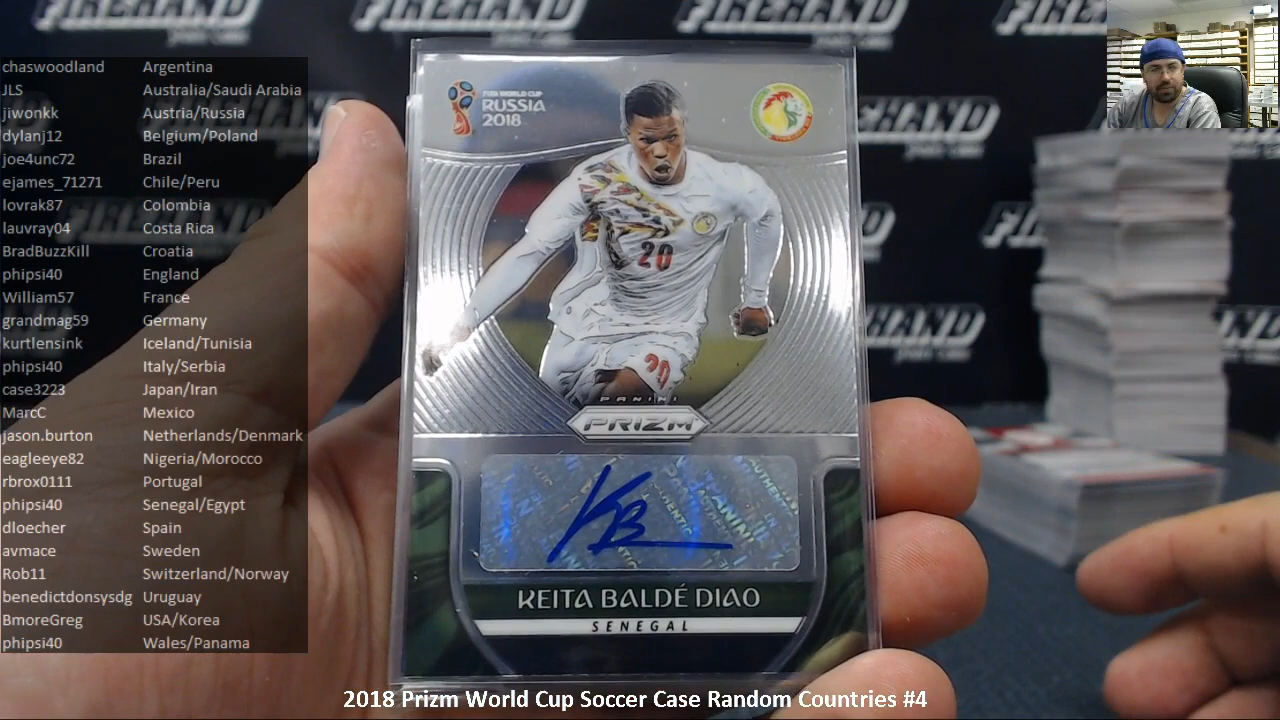 chaswoodland Argentina
JLS Australia/Saudi Arabia
jiwonkk Austria/Russia
dylanj12 Belgium/Poland
joe4unc72 Brazil
ejames_71271 Chile/Peru
lovrak87 Colombia
lauvray04 Costa Rica
BradBuzzKill Croatia
phipsi40 England
William57 France
grandmag59 Germany
kurtlensink Iceland/Tunisia
phipsi40 Italy/Serbia
case3223 Japan/Iran
MarcC Mexico
jason.burton Netherlands/Denmark
eagleeye82 Nigeria/Morocco
rbrox0111 Portugal
phipsi40 Senegal/Egypt
dloecher Spain
avmace Sweden
Rob11 Switzerland/Norway
benedictdonsysdg Uruguay
BmoreGreg USA/Korea
phipsi40 Wales/Panama
FIREHAND
FIFA WORLD CUP
RUSSIA
2018
20
20
PANINI
PRIZM
KB
KEITA BALDÉ DIAO
SENEGAL
2018 Prizm World Cup Soccer Case Random Countries #4